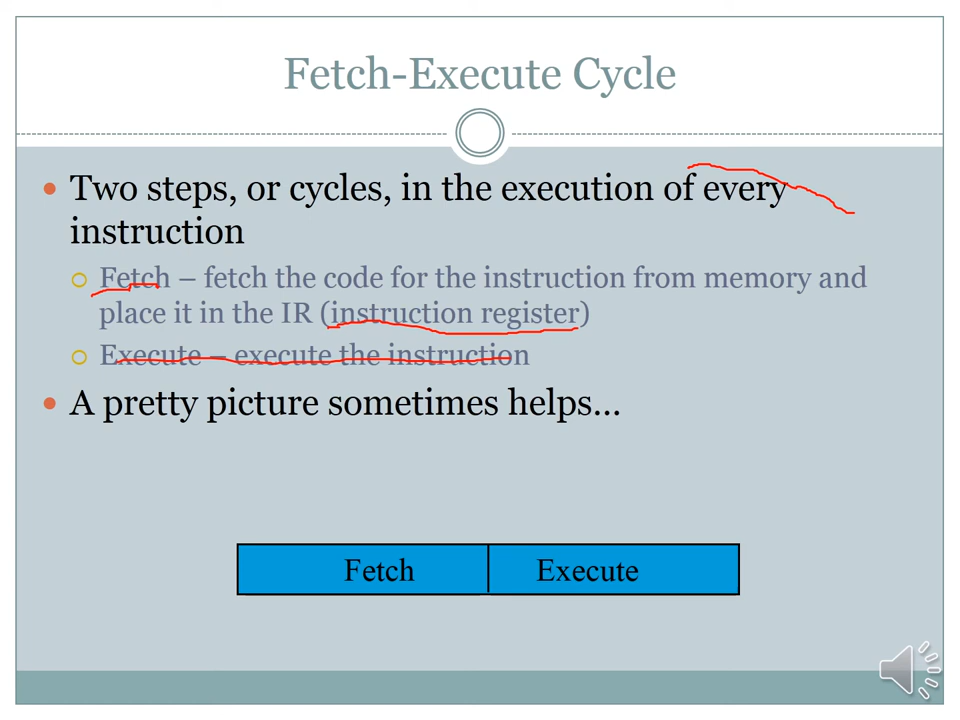 Fetch-Execute Cycle
Two steps, or cycles, in the execution of every
instruction
Fetch – fetch the code for the instruction from memory and
place it in the IR (instruction register)
Execute – execute the instruction
A pretty picture sometimes helps…
Fetch Execute